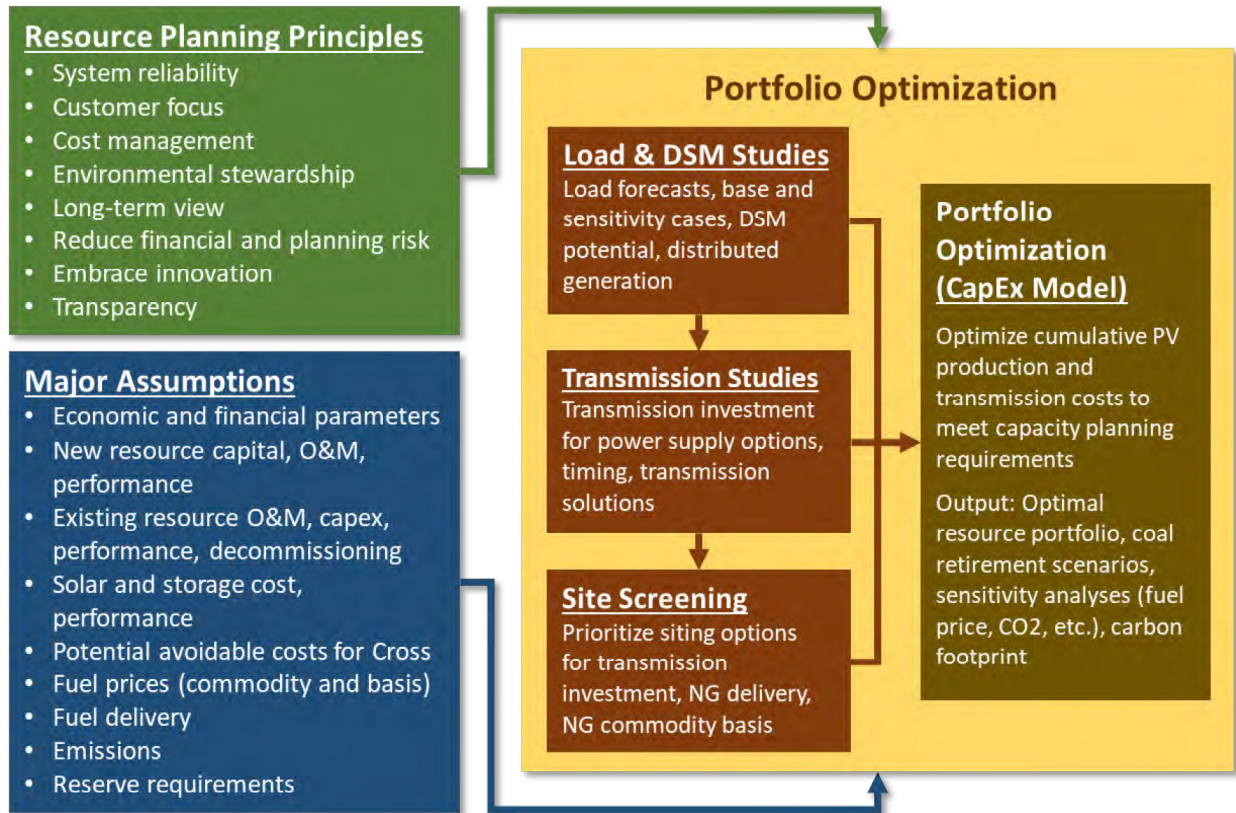 Resource Planning Principles
• System reliability
• Customer focus
• Cost management
• Environmental stewardship
• Long-term view
• Reduce financial and planning risk
• Embrace innovation
• Transparency
Major Assumptions
• Economic and financial parameters
• New resource capital, O&M,
performance
• Existing resource O&M, capex,
performance, decommissioning
• Solar and storage cost,
performance
• Potential avoidable costs for Cross
• Fuel prices (commodity and basis)
• Fuel delivery
• Emissions
• Reserve requirements
Portfolio Optimization
Load & DSM Studies
Load forecasts, base and
sensitivity cases, DSM
potential, distributed
generation
Transmission Studies
Transmission investment
for power supply options,
timing, transmission
solutions
Site Screening
Prioritize siting options
for transmission
investment, NG delivery,
NG commodity basis
Portfolio
Optimization
(CapEx Model)
Optimize cumulative PV
production and
transmission costs to
meet capacity planning
requirements
Output: Optimal
resource portfolio, coal
retirement scenarios,
sensitivity analyses (fuel
price, CO2, etc.), carbon
footprint